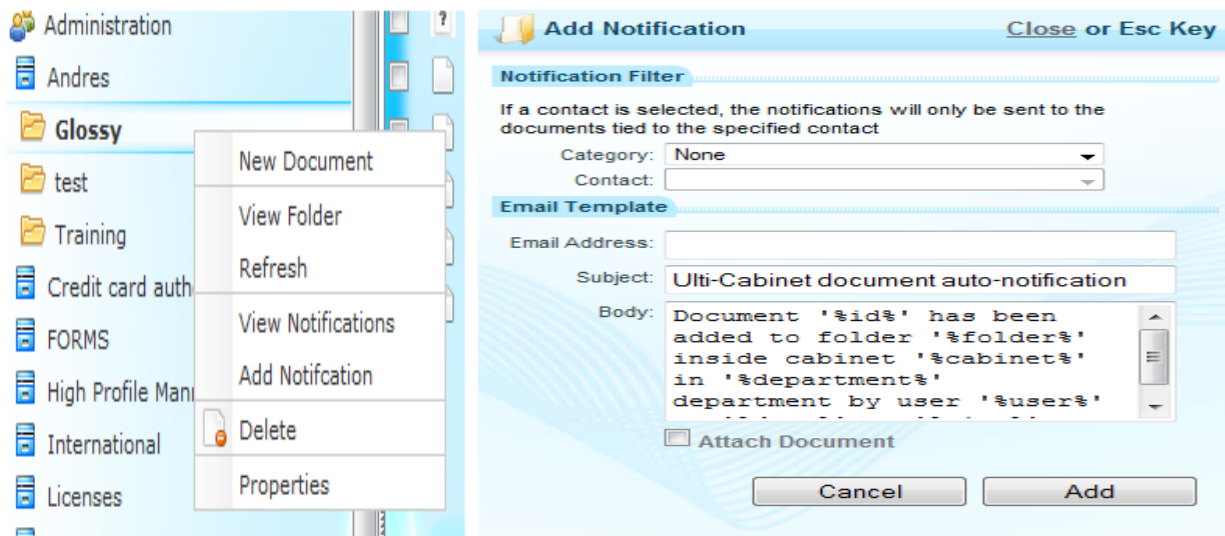 Administration
Andres
Glossy
test
Training
Credit card auth
FORMS
High Profile Man
International
Licenses
?
New Document
View Folder
Refresh
View Notifications
Add Notifcation
Delete
Properties
Add Notification
Close or Esc Key
Notification Filter
If a contact is selected, the notifications will only be sent to the
documents tied to the specified contact
Category: None
Contact:
Email Template
Email Address:
Subject: Ulti-Cabinet document auto-notification
Body: Document '%id%' has been
added to folder '%folder%'
inside cabinet '%cabinet%'
in '%department%'
department by user '%user%'
Attach Document
Cancel
Add